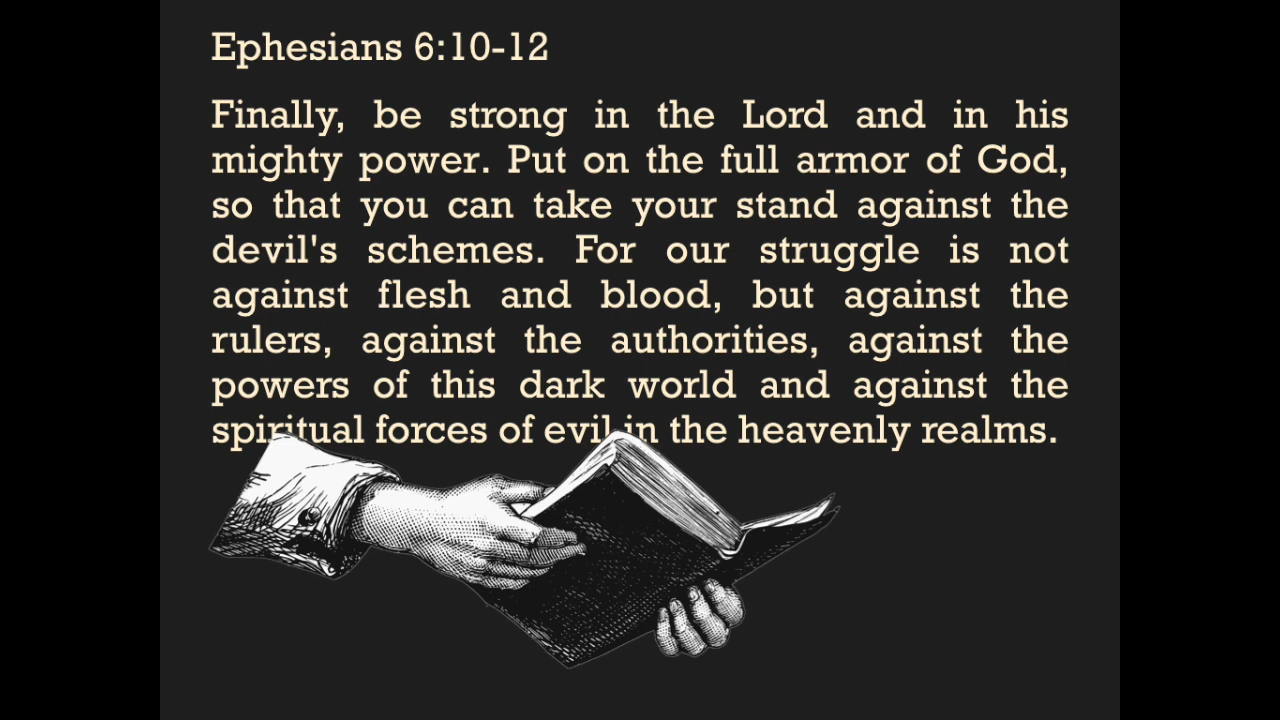 Ephesians 6:10-12
Finally, be strong in the Lord and in his
mighty power. Put on the full armor of God,
so that you can take your stand against the
devil's schemes. For our struggle is not
against flesh and blood, but against the
rulers, against the authorities, against the
powers of this dark world and against the
spiritual forces of evil in the heavenly realms.